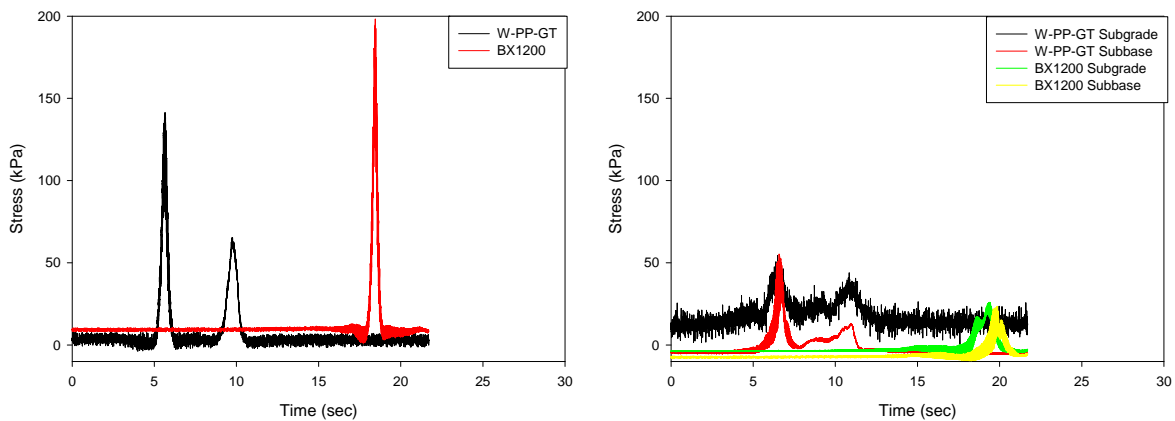 200
150
100
50
0
Stress (kPa)
0 5 10 15 20 25 30
Time (sec)
W-PP-GT
BX1200
200
150
100
50
0
Stress (kPa)
0 5 10 15 20 25 30
Time (sec)
W-PP-GT Subgrade
W-PP-GT Subbase
BX1200 Subgrade
BX1200 Subbase